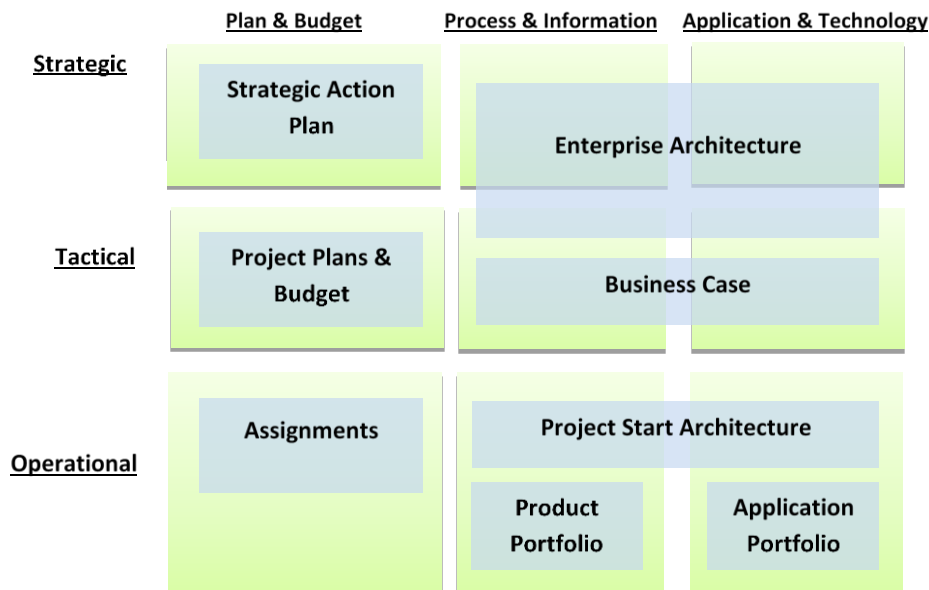 Plan & Budget
Process & Information
Application & Technology
Strategic
Strategic Action
Plan
Enterprise Architecture
Tactical
Project Plans &
Budget
Business Case
Operational
Assignments
Project Start Architecture
Product
Portfolio
Application
Portfolio